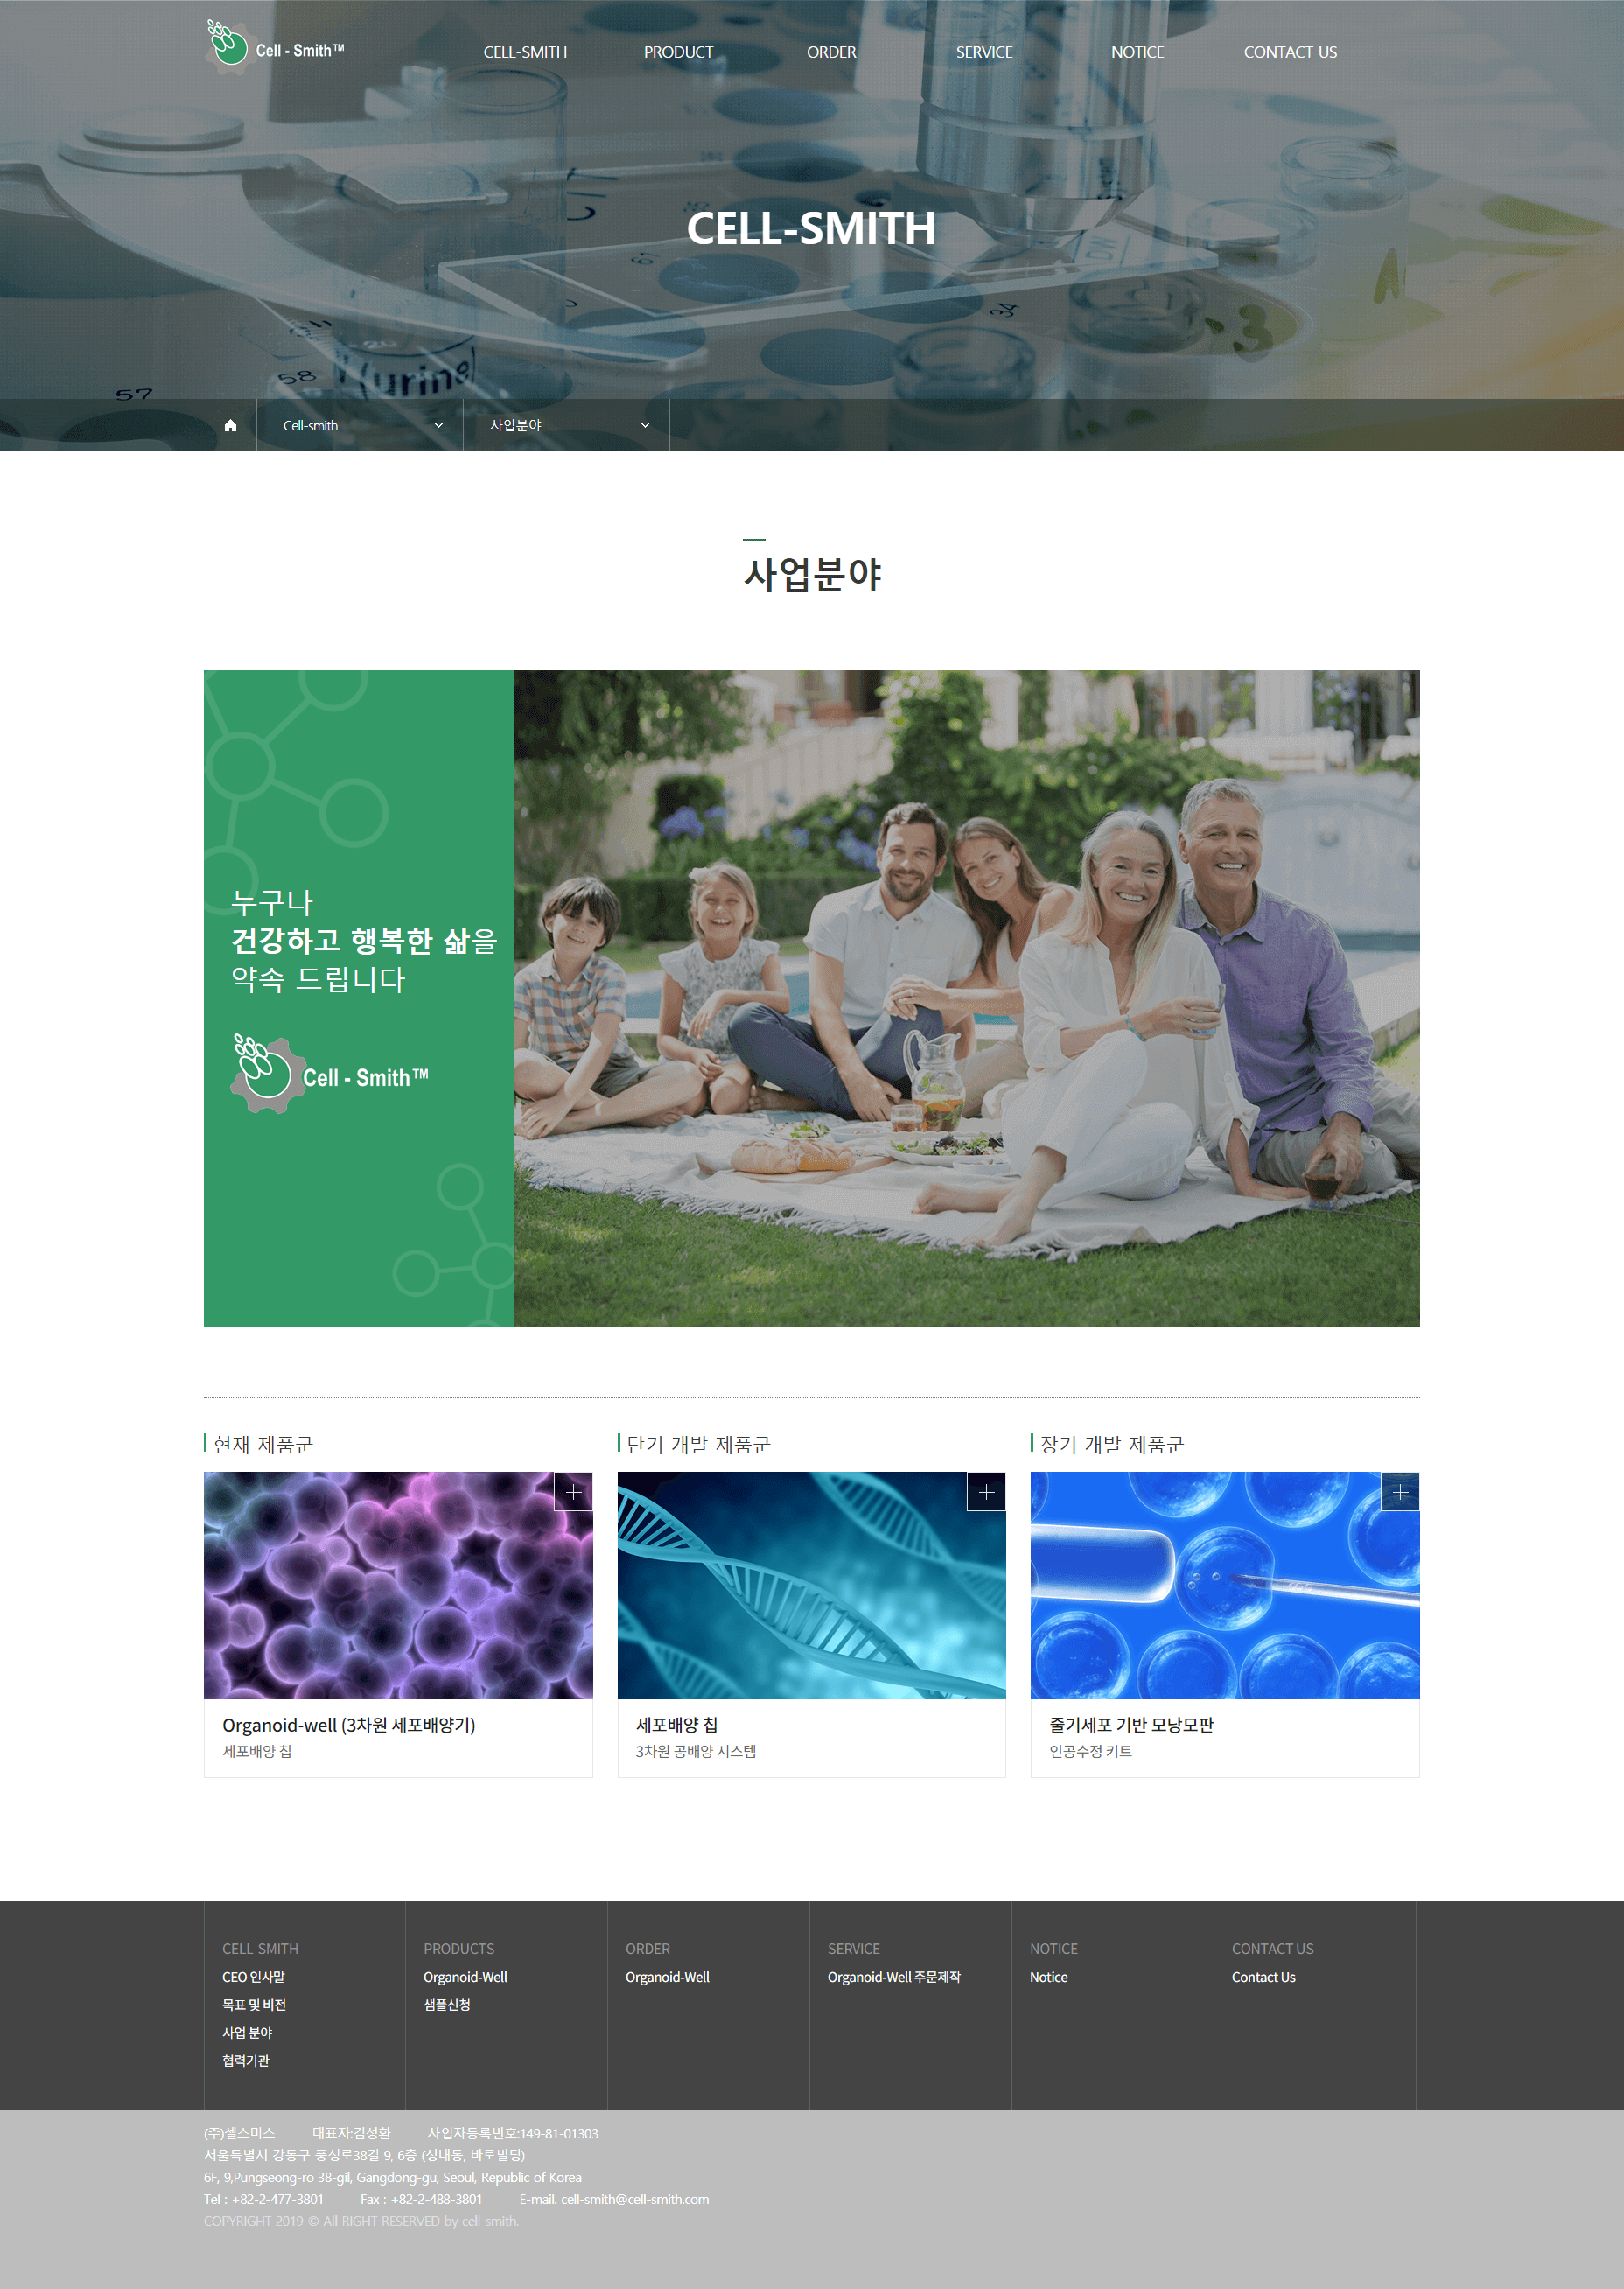 Cell - Smith™
CELL-SMITH PRODUCT ORDER SERVICE NOTICE CONTACT US
CELL-SMITH
61
34
3
58
57
Urine
Cell-smith 사업분야
사업분야
누구나
건강하고 행복한 삶을
약속 드립니다
Cell - Smith™
현재 제품군
단기 개발 제품군
장기 개발 제품군
Organoid-well (3차원 세포배양기)
세포배양 칩
세포배양 칩
3차원 공배양 시스템
줄기세포 기반 모낭모판
인공수정 키트
CELL-SMITH
CEO 인사말
목표 및 비전
사업 분야
협력기관
PRODUCTS
Organoid-Well
샘플신청
ORDER
Organoid-Well
SERVICE
Organoid-Well 주문제작
NOTICE
Notice
CONTACT US
Contact Us
(주)셀스미스 대표자:김성환 사업자등록번호:149-81-01303
서울특별시 강동구 풍성로38길 9, 6층 (성내동, 바로빌딩)
6F, 9,Pungseong-ro 38-gil, Gangdong-gu, Seoul, Republic of Korea
Tel : +82-2-477-3801 Fax : +82-2-488-3801 E-mail. cell-smith@cell-smith.com
COPYRIGHT 2019 © All RIGHT RESERVED by cell-smith.